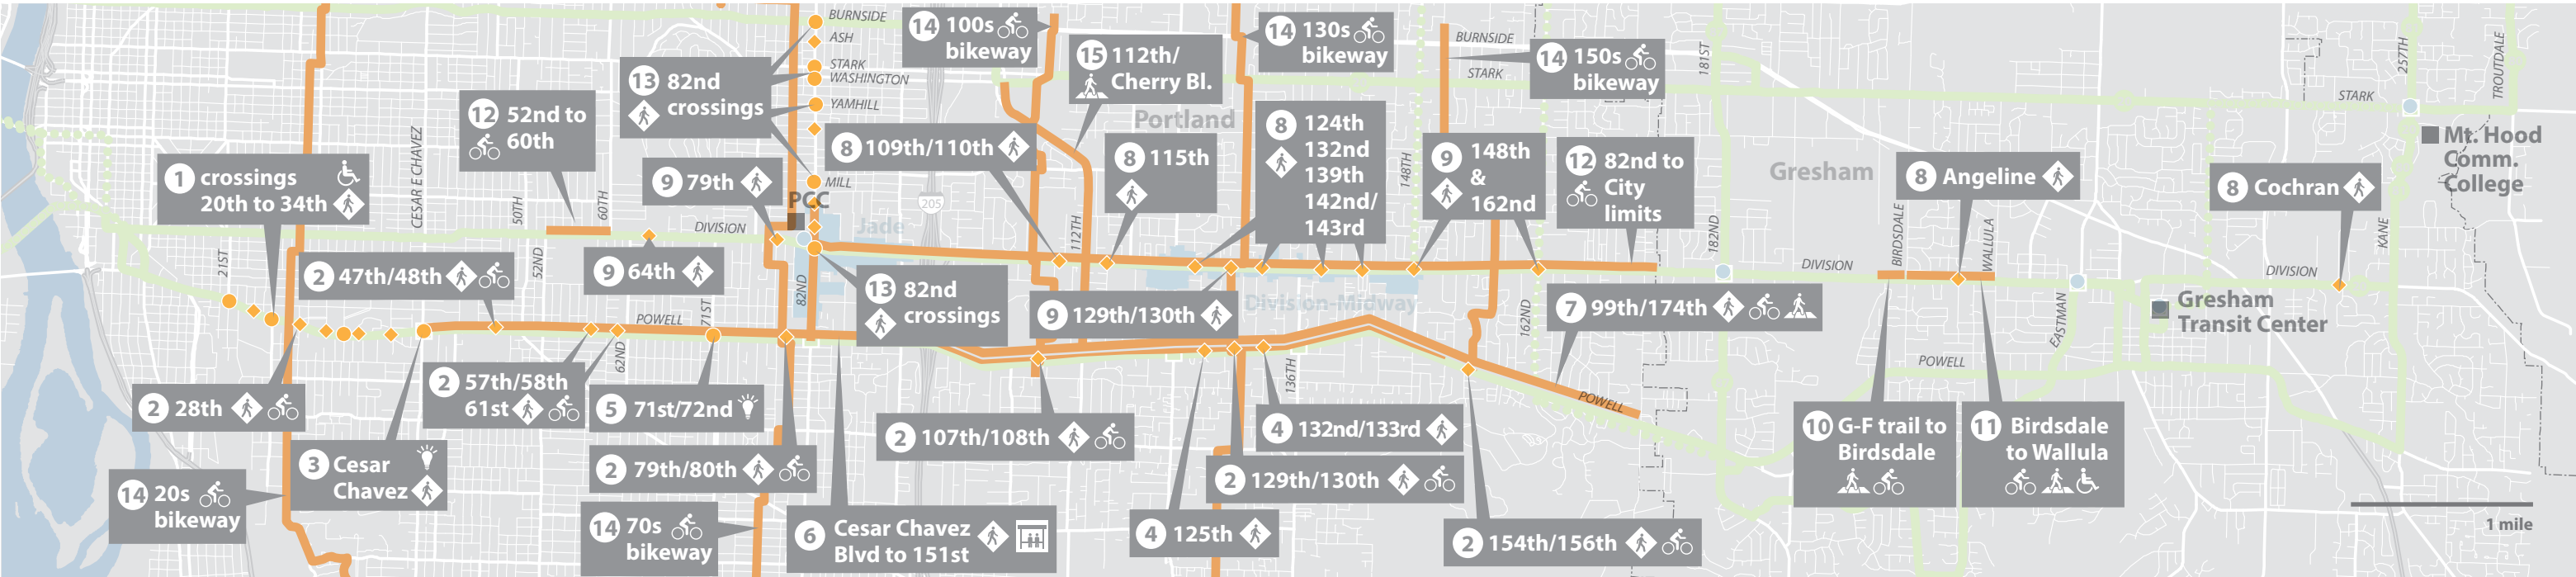 BURNSIDE
ASH
STARK
WASHINGTON
YAMHILL
MILL
14 100s
bikeway
15 112th/
Cherry Bl.
14 130s
bikeway
BURNSIDE
STARK
14 150s
bikeway
181ST
257TH
TROUTDALE
STARK
13 82nd
crossings
12 52nd to
60th
Portland
8 109th/110th
8 115th
8 124th
132nd
139th
142nd/
143rd
148TH
9 148th
&
162nd
12 82nd to
City
limits
Gresham
8 Angeline
8 Cochran
Mt. Hood
Comm.
College
1 crossings
20th to 34th
CESAR E CHAVEZ
50TH
60TH
9 79th
PCC
205
Jade
112TH
DIVISION
182ND
BIRDSDALE
WALLULA
KANE
21ST
2 47th/48th
52ND
9 64th
82ND
13 82nd
crossings
9 129th/130th
Division-Midway
162ND
7 99th/174th
DIVISION
DIVISION
EASTMAN
Gresham
Transit Center
POWELL
71ST
62ND
136TH
POWELL
POWELL
2 28th
2 57th/58th
61st
5 71st/72nd
2 107th/108th
4 132nd/133rd
10 G-F trail to
Birdsdale
11 Birdsdale
to Wallula
3 Cesar
Chavez
2 79th/80th
2 129th/130th
14 20s
bikeway
14 70s
bikeway
6 Cesar Chavez
Blvd to 151st
4 125th
2 154th/156th
1 mile